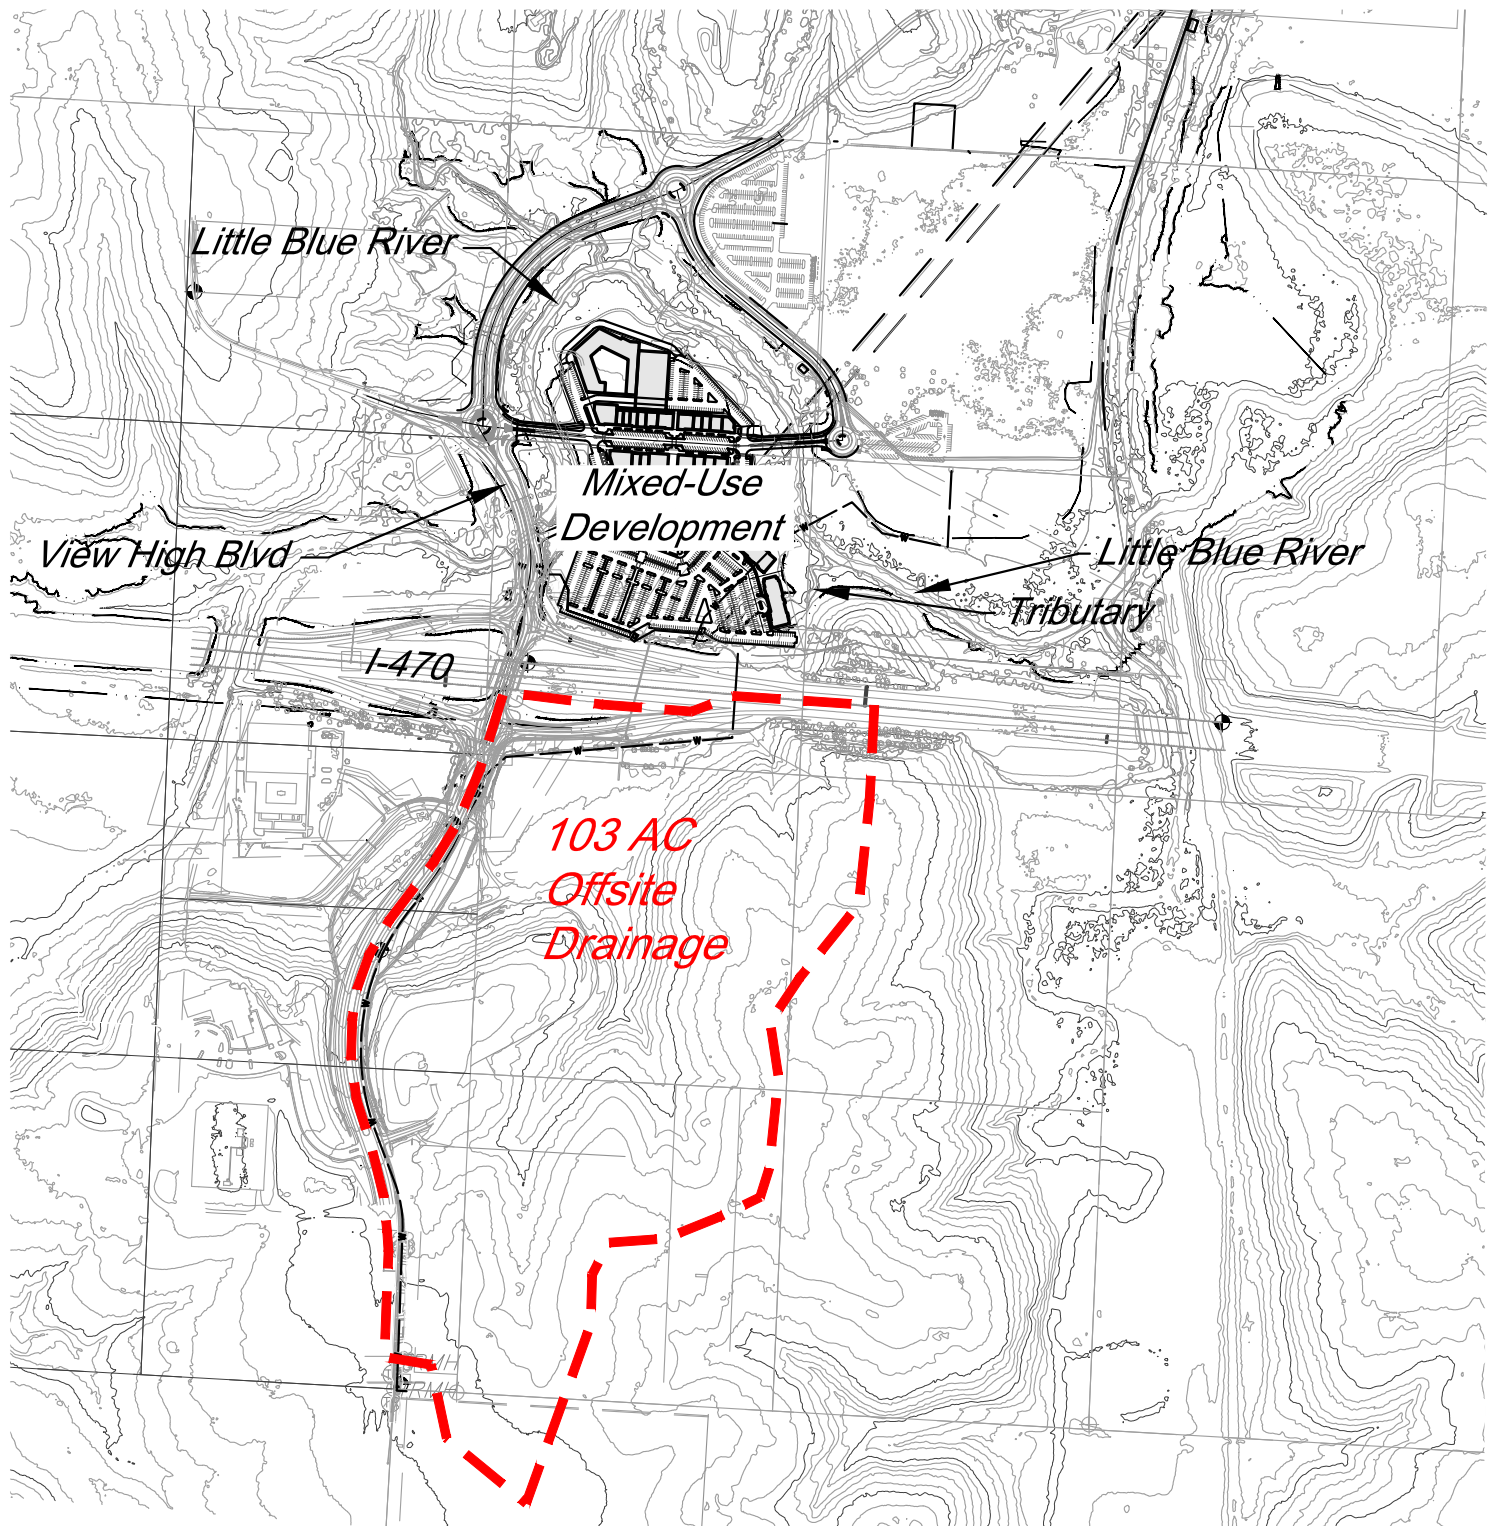 Little Blue River
Mixed-Use
Development
View High Blvd
Little Blue River
Tributary
I-470
103 AC
Offsite
Drainage